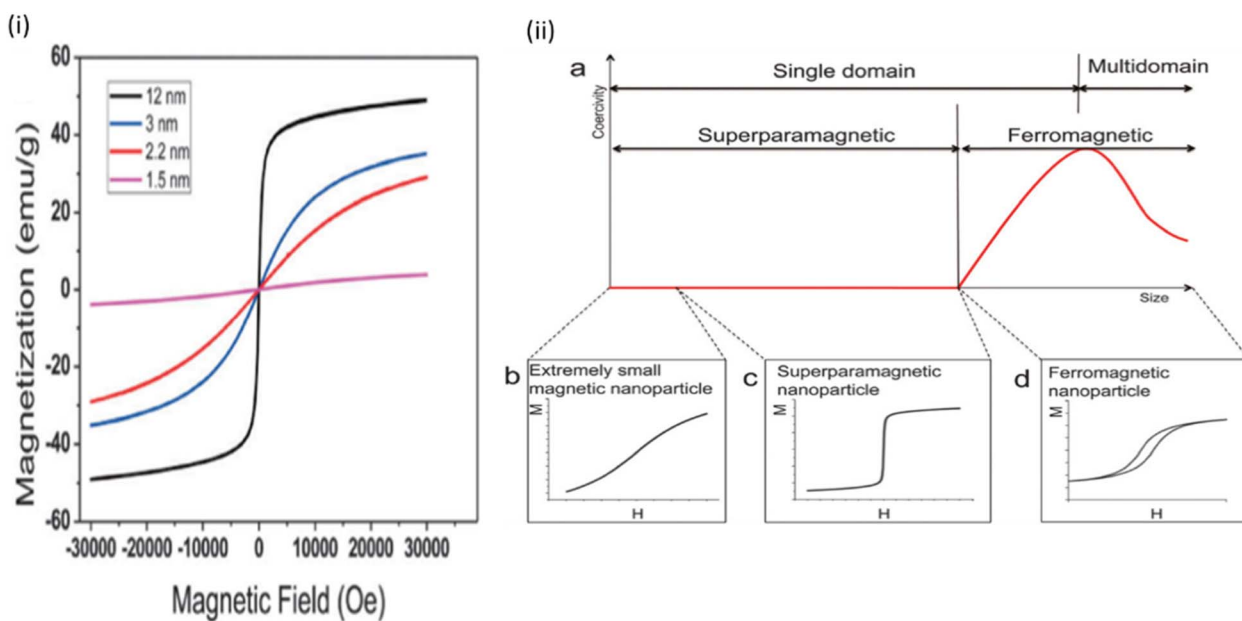 (i)
60
40
20
0
-20
-40
-60
Magnetization (emu/g)
12 nm
3 nm
2.2 nm
1.5 nm
-30000 -20000 -10000 0 10000 20000 30000
Magnetic Field (Oe)
(ii)
a
Coercivity
Single domain
Multidomain
Superparamagnetic
Ferromagnetic
Size
b
Extremely small
magnetic nanoparticle
M
H
c
Superparamagnetic
nanoparticle
M
H
d
Ferromagnetic
nanoparticle
M
H